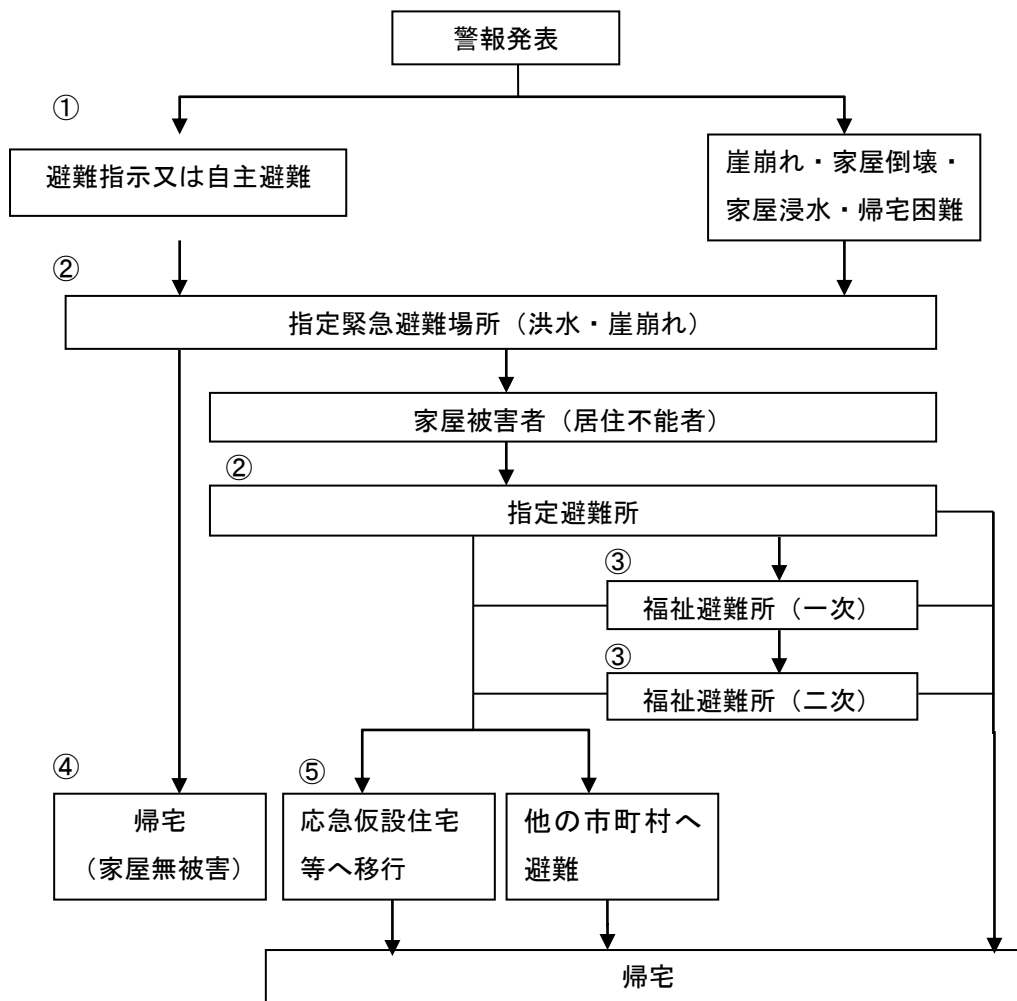 警報発表
①
避難指示又は自主避難
崖崩れ・家屋倒壊・
家屋浸水・帰宅困難
②
指定緊急避難場所（洪水・崖崩れ）
家屋被害者（居住不能者）
②
指定避難所
③
福祉避難所（一次）
③
福祉避難所（二次）
④
帰宅
（家屋無被害）
⑤
応急仮設住宅
等へ移行
他の市町村へ
避難
帰宅